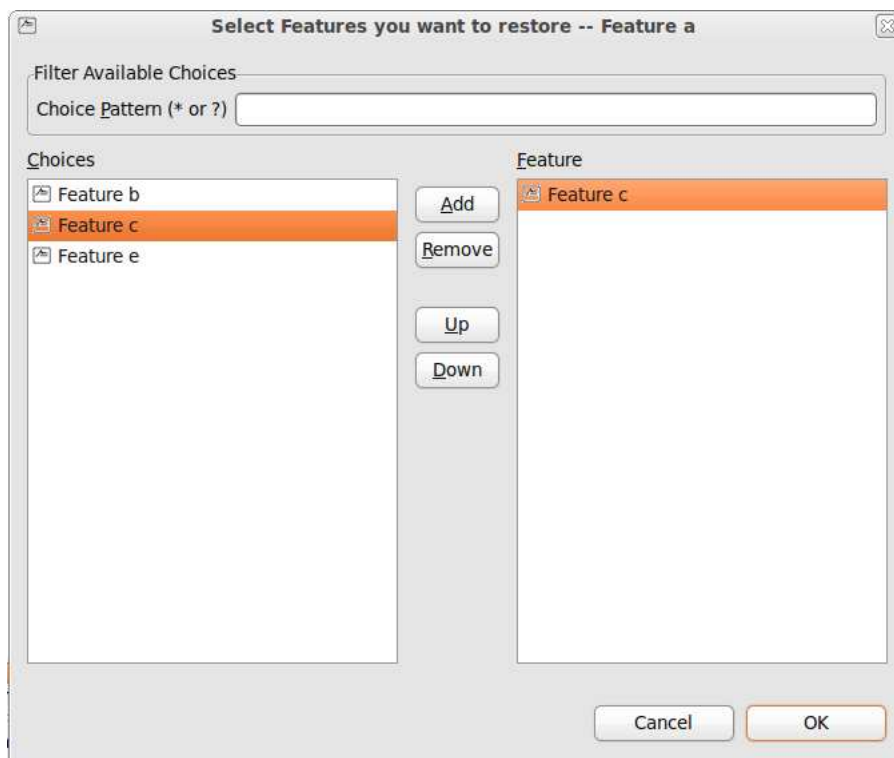 Select Features you want to restore -- Feature a
Filter Available Choices
Choice Pattern (* or ?)
Choices
Feature b
Feature c
Feature e
Add
Remove
Up
Down
Feature
Feature c
Cancel
OK